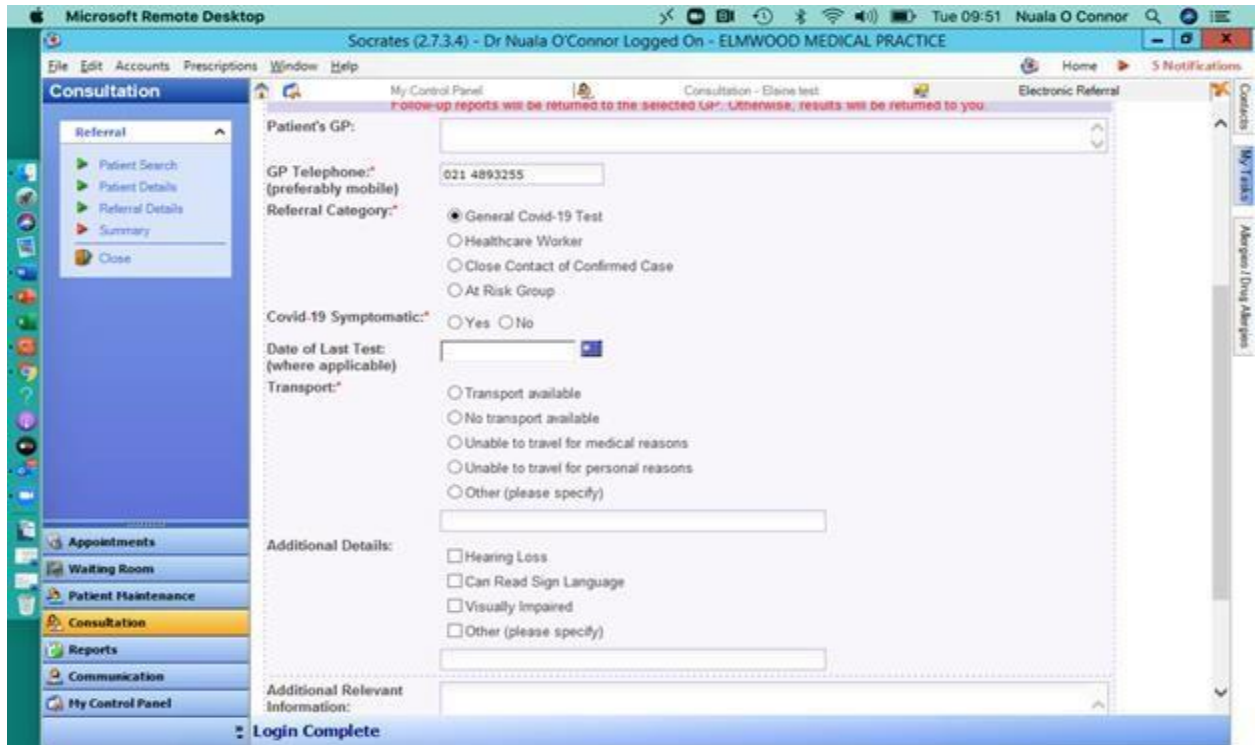 Microsoft Remote Desktop
Tue 09:51 Nuala O Connor
Socrates (2.7.3.4) - Dr Nuala O'Connor Logged On - ELMWOOD MEDICAL PRACTICE
File Edit Accounts Prescriptions Window Help
Home
5 Notifications
Consultation
My Control Panel
Consultation - Elaine test
Electronic Referral
Follow-up reports will be returned to the selected GP. Otherwise, results will be returned to you.
Referral
Patient Search
Patient Details
Referral Details
Summary
Close
Patient's GP:
GP Telephone:*
(preferably mobile)
021 4893255
Referral Category:*
General Covid-19 Test
Healthcare Worker
Close Contact of Confirmed Case
At Risk Group
Covid-19 Symptomatic:*
Yes No
Date of Last Test:
(where applicable)
Transport:*
Transport available
No transport available
Unable to travel for medical reasons
Unable to travel for personal reasons
Other (please specify)
Additional Details:
Hearing Loss
Can Read Sign Language
Visually Impaired
Other (please specify)
Additional Relevant
Information:
Appointments
Waiting Room
Patient Maintenance
Consultation
Reports
Communication
My Control Panel
Login Complete
Contacts
My Tasks
Allergies / Drug Allergies